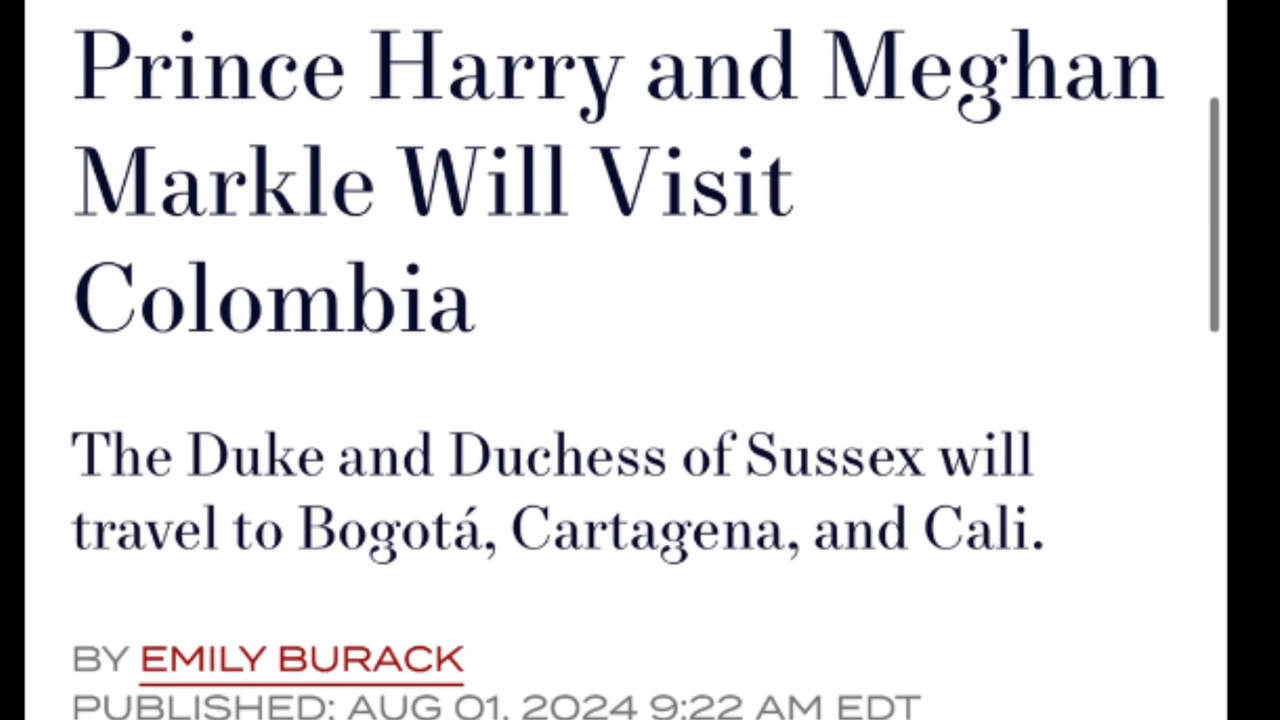 Prince Harry and Meghan
Markle Will Visit
Colombia
The Duke and Duchess of Sussex will
travel to Bogotá, Cartagena, and Cali.
BY EMILY BURACK
PUBLISHED: AUG 01, 2024 9:22 AM EDT